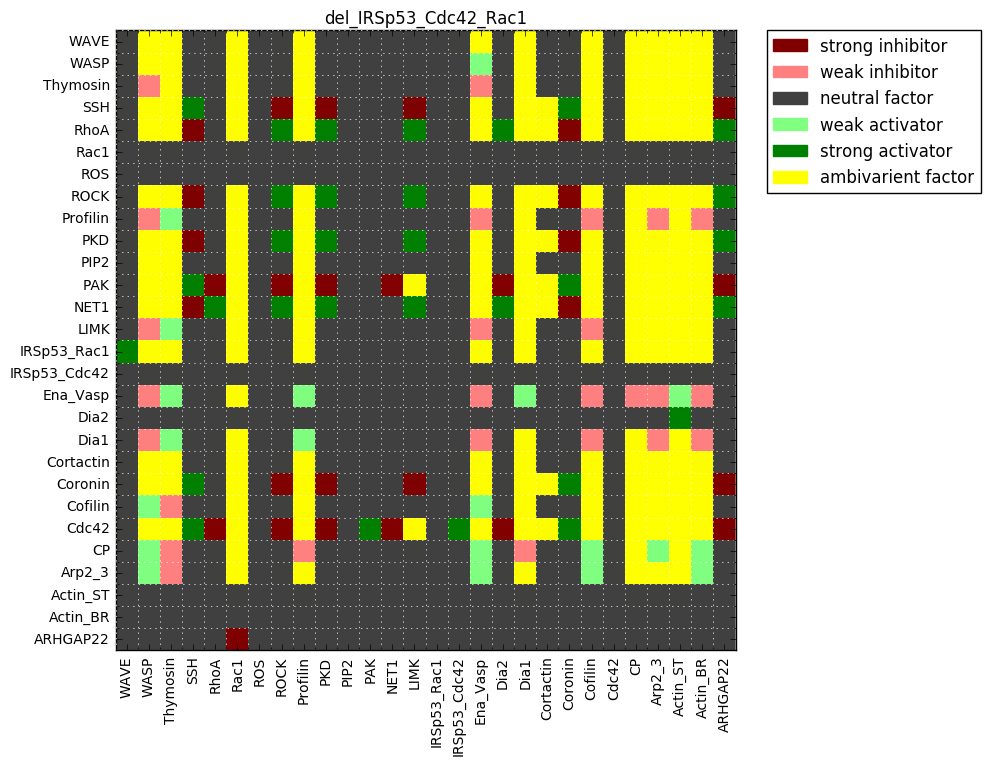 del_IRSp53_Cdc42_Rac1
strong inhibitor
weak inhibitor
neutral factor
weak activator
strong activator
ambivarient factor
WAVE
WASP
Thymosin
SSH
RhoA
Rac1
ROS
ROCK
Profilin
PKD
PIP2
PAK
NET1
LIMK
IRSp53_Rac1
IRSp53_Cdc42
Ena_Vasp
Dia2
Dia1
Cortactin
Coronin
Cofilin
Cdc42
CP
Arp2_3
Actin_ST
Actin_BR
ARHGAP22
WAVE
WASP
Thymosin
SSH
RhoA
Rac1
ROS
ROCK
Profilin
PKD
PIP2
PAK
NET1
LIMK
IRSp53_Rac1
IRSp53_Cdc42
Ena_Vasp
Dia2
Dia1
Cortactin
Coronin
Cofilin
Cdc42
CP
Arp2_3
Actin_ST
Actin_BR
ARHGAP22